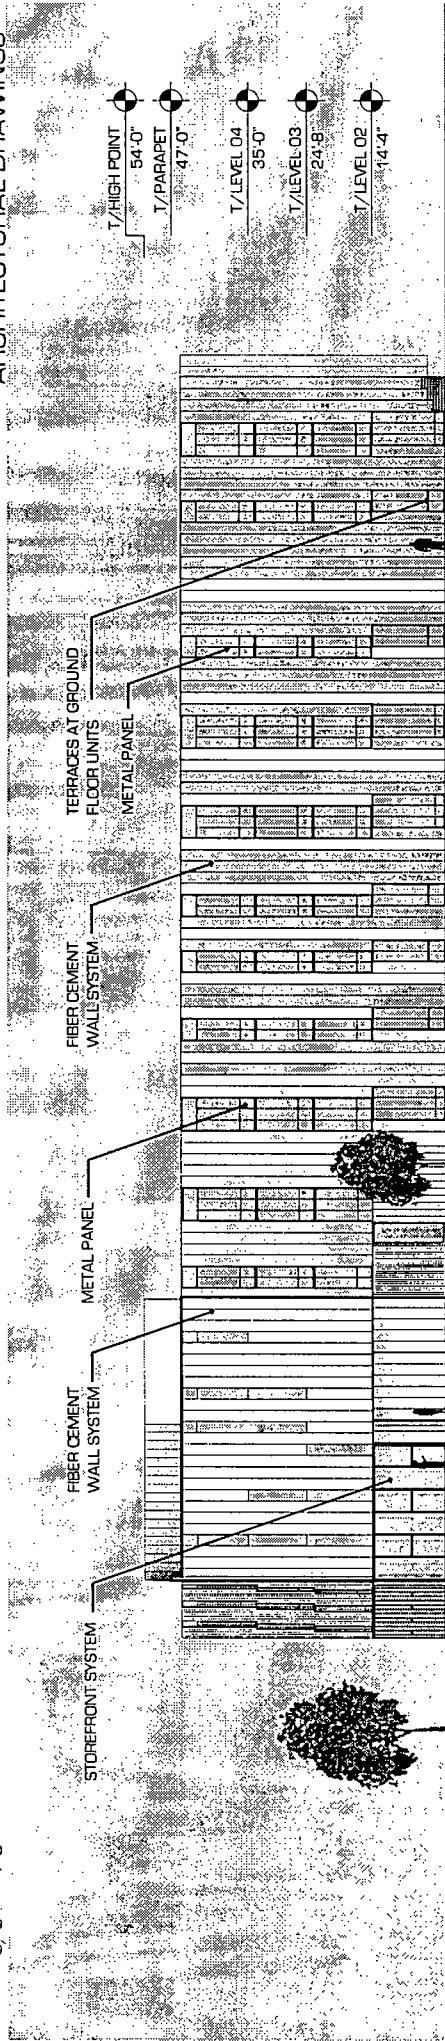 ARCHITECTURAL DRAWINGS
STOREFRONT SYSTEM
FIBER CEMENT
WALL SYSTEM
METAL PANEL
FIBER CEMENT
WALL SYSTEM
TERRACES AT GROUND
FLOOR UNITS
METAL PANEL
T/HIGH POINT
54'-0"
T/PARAPET
47'-0"
T/LEVEL 04
35'-0"
T/LEVEL 03
24'-8"
T/LEVEL 02
14'-4"